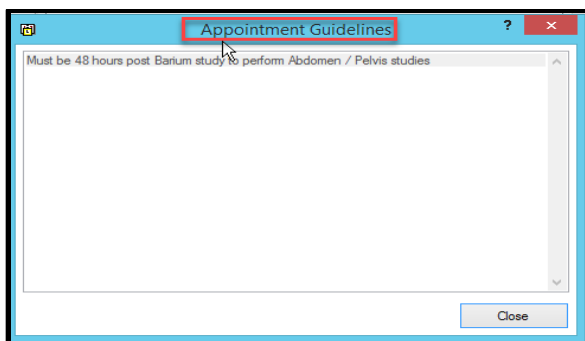 Appointment Guidelines
Must be 48 hours post Barium study to perform Abdomen / Pelvis studies
Close